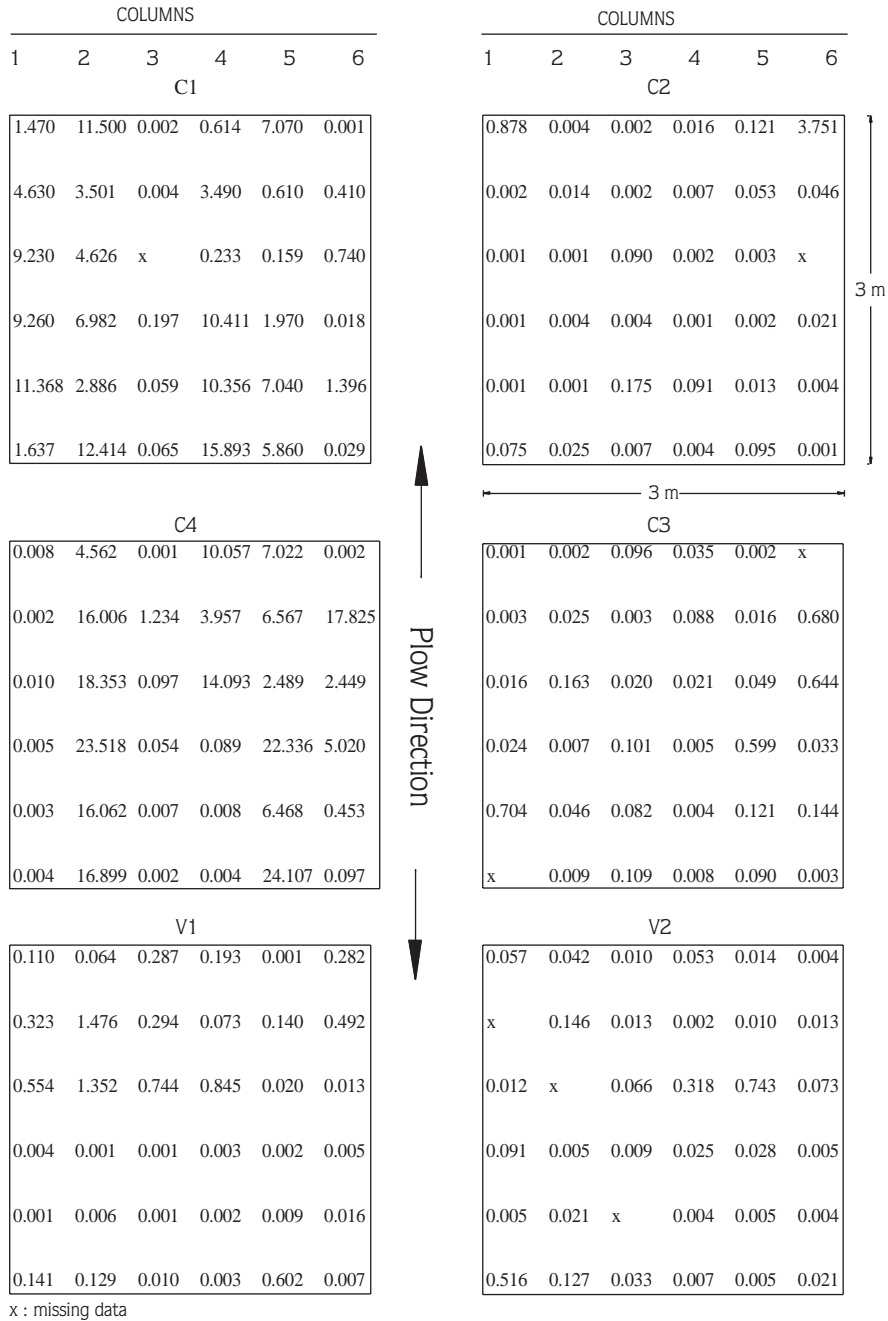 COLUMNS
1 2 3 4 5 6
C1
1.470 11.500 0.002 0.614 7.070 0.001
4.630 3.501 0.004 3.490 0.610 0.410
9.230 4.626 x 0.233 0.159 0.740
9.260 6.982 0.197 10.411 1.970 0.018
11.368 2.886 0.059 10.356 7.040 1.396
1.637 12.414 0.065 15.893 5.860 0.029
COLUMNS
1 2 3 4 5 6
C2
0.878 0.004 0.002 0.016 0.121 3.751
0.002 0.014 0.002 0.007 0.053 0.046
0.001 0.001 0.090 0.002 0.003 x
0.001 0.004 0.004 0.001 0.002 0.021
0.001 0.001 0.175 0.091 0.013 0.004
0.075 0.025 0.007 0.004 0.095 0.001
3 m
3 m
C4
0.008 4.562 0.001 10.057 7.022 0.002
0.002 16.006 1.234 3.957 6.567 17.825
0.010 18.353 0.097 14.093 2.489 2.449
0.005 23.518 0.054 0.089 22.336 5.020
0.003 16.062 0.007 0.008 6.468 0.453
0.004 16.899 0.002 0.004 24.107 0.097
Plow Direction
C3
0.001 0.002 0.096 0.035 0.002 x
0.003 0.025 0.003 0.088 0.016 0.680
0.016 0.163 0.020 0.021 0.049 0.644
0.024 0.007 0.101 0.005 0.599 0.033
0.704 0.046 0.082 0.004 0.121 0.144
x 0.009 0.109 0.008 0.090 0.003
V1
0.110 0.064 0.287 0.193 0.001 0.282
0.323 1.476 0.294 0.073 0.140 0.492
0.554 1.352 0.744 0.845 0.020 0.013
0.004 0.001 0.001 0.003 0.002 0.005
0.001 0.006 0.001 0.002 0.009 0.016
0.141 0.129 0.010 0.003 0.602 0.007
V2
0.057 0.042 0.010 0.053 0.014 0.004
x 0.146 0.013 0.002 0.010 0.013
0.012 x 0.066 0.318 0.743 0.073
0.091 0.005 0.009 0.025 0.028 0.005
0.005 0.021 x 0.004 0.005 0.004
0.516 0.127 0.033 0.007 0.005 0.021
x : missing data